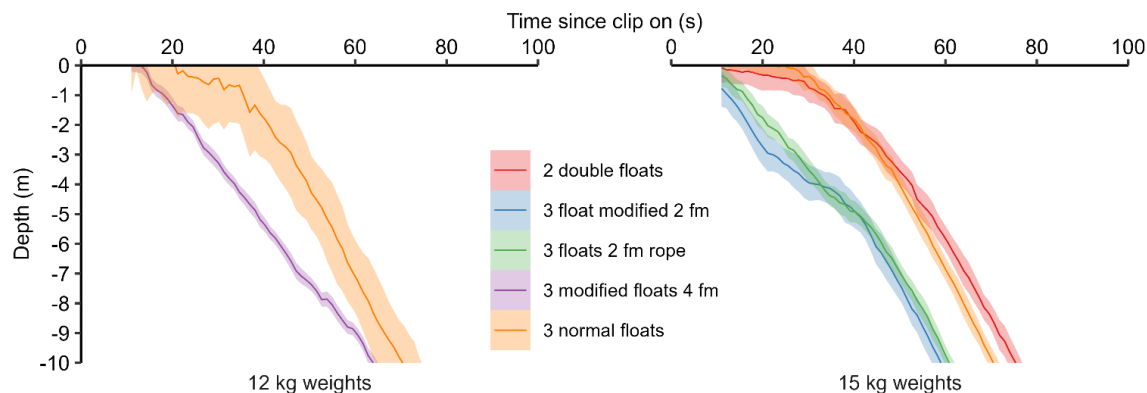 Time since clip on (s)
0 20 40 60 80 100
0 20 40 60 80 100
Depth (m)
0
-1
-2
-3
-4
-5
-6
-7
-8
-9
-10
2 double floats
3 float modified 2 fm
3 floats 2 fm rope
3 modified floats 4 fm
3 normal floats
12 kg weights
15 kg weights